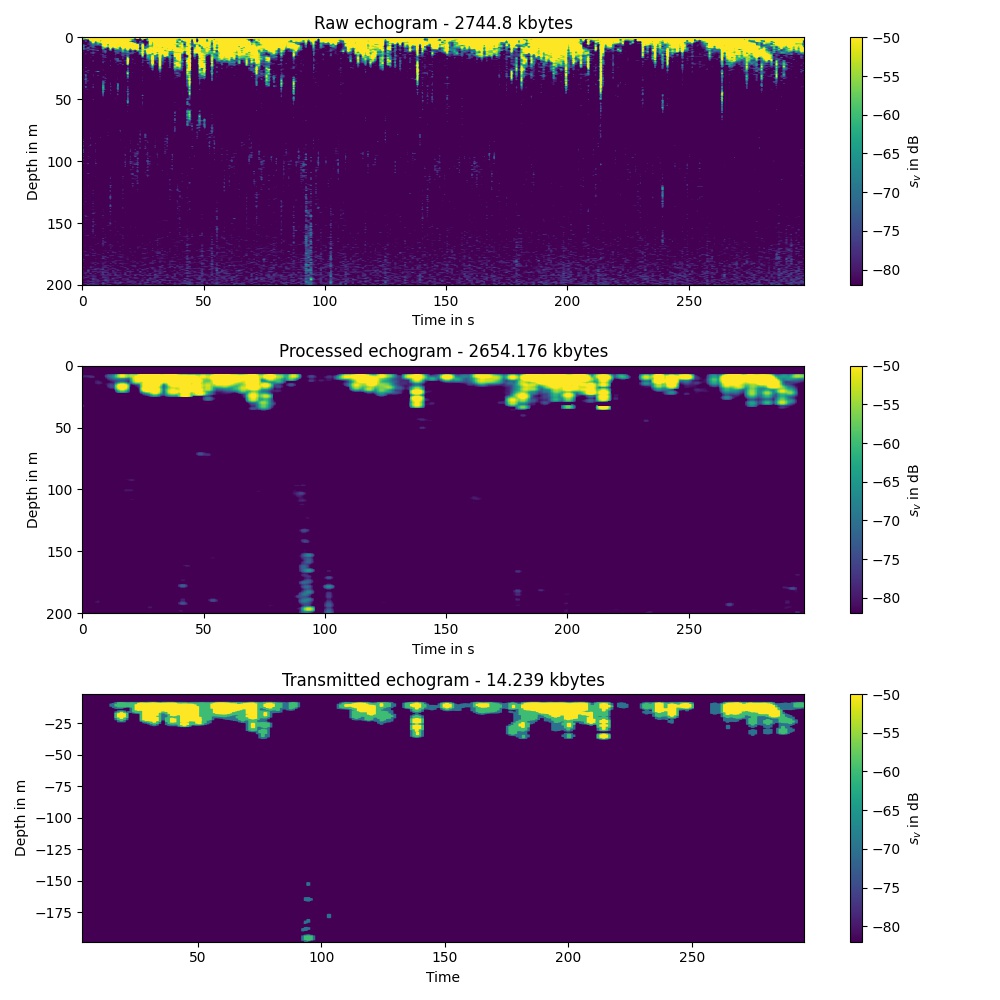 Raw echogram - 2744.8 kbytes
0
50
100
150
200
Depth in m
0 50 100 150 200 250
Time in s
−50
−55
−60
−65
−70
−75
−80
sᵥ in dB
Processed echogram - 2654.176 kbytes
0
50
100
150
200
Depth in m
0 50 100 150 200 250
Time in s
−50
−55
−60
−65
−70
−75
−80
sᵥ in dB
Transmitted echogram - 14.239 kbytes
−25
−50
−75
−100
−125
−150
−175
Depth in m
50 100 150 200 250
Time
−50
−55
−60
−65
−70
−75
−80
sᵥ in dB